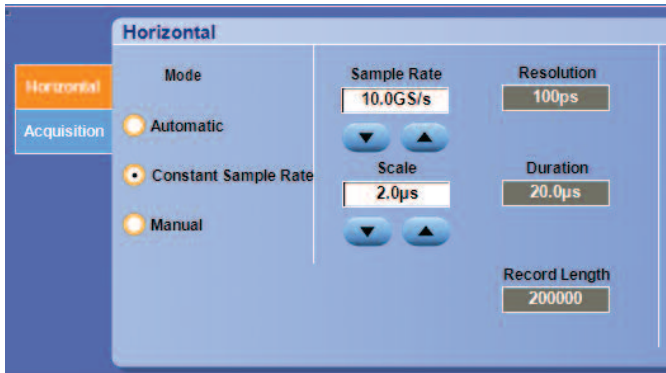 Horizontal
Horizontal
Acquisition
Mode
Automatic
Constant Sample Rate
Manual
Sample Rate
10.0GS/s
Scale
2.0µs
Resolution
100ps
Duration
20.0µs
Record Length
200000